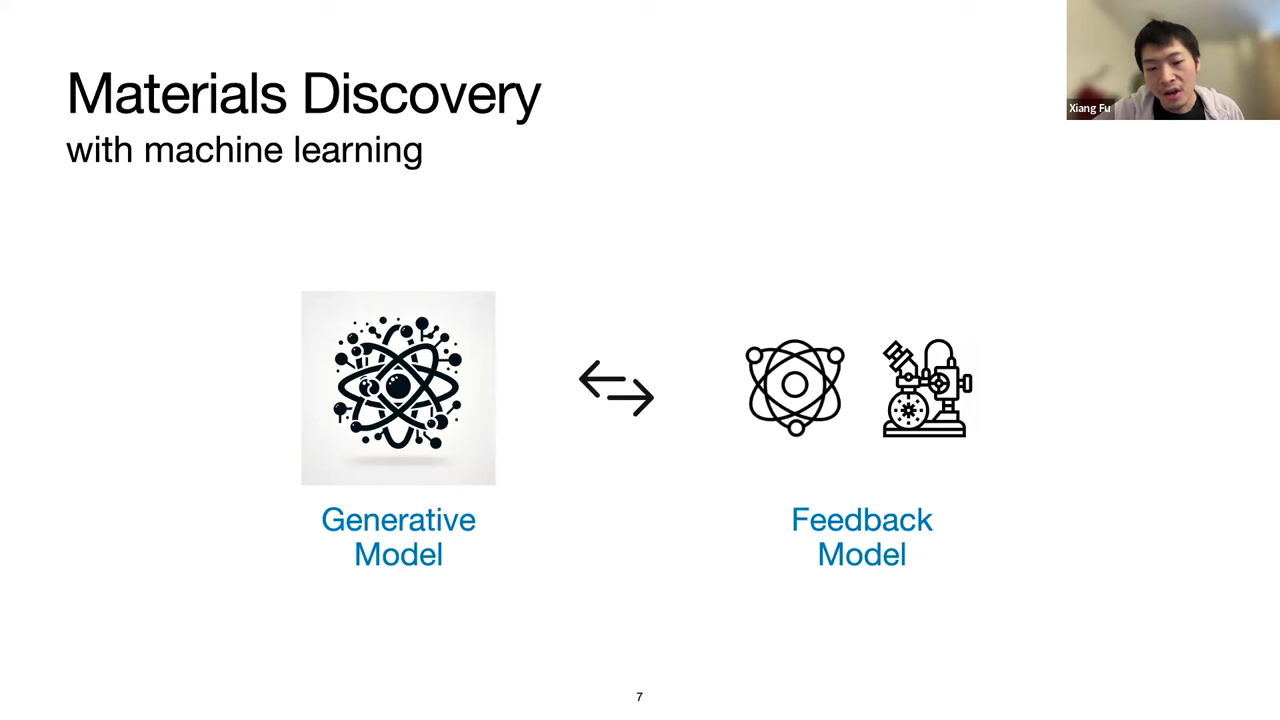 Materials Discovery
with machine learning
Xiang Fu
Generative
Model
Feedback
Model
7